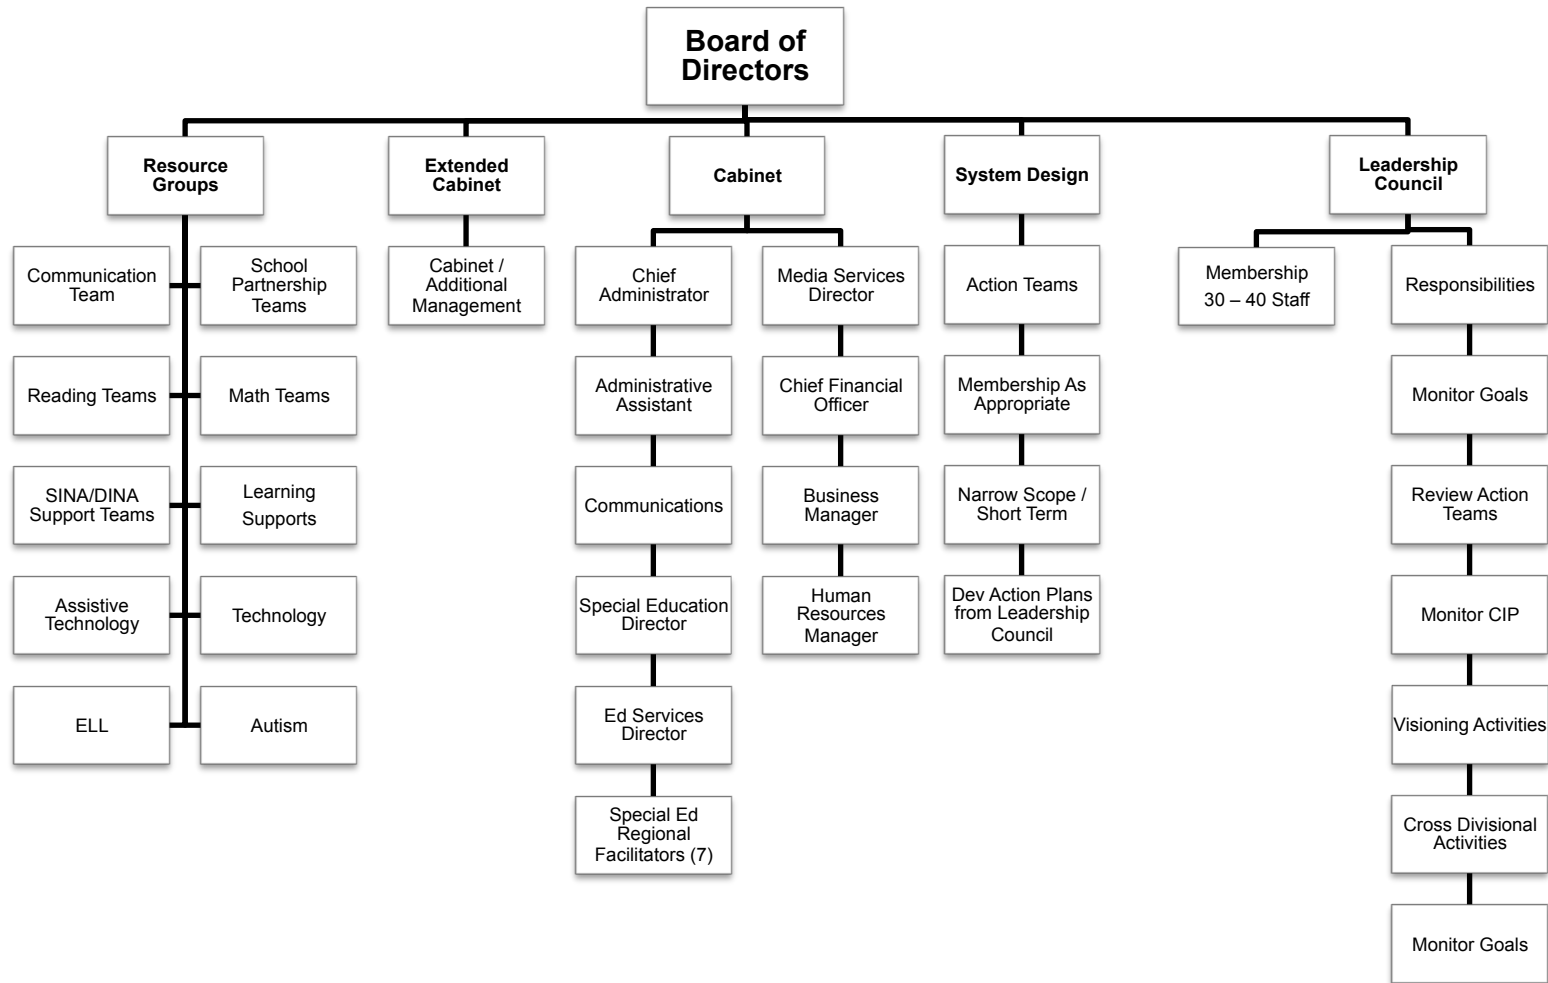 Board of
Directors
Resource
Groups
Extended
Cabinet
Cabinet
System Design
Leadership
Council
Communication
Team
School
Partnership
Teams
Reading Teams
Math Teams
SINA/DINA
Support Teams
Learning
Supports
Assistive
Technology
Technology
ELL
Autism
Cabinet /
Additional
Management
Chief
Administrator
Administrative
Assistant
Communications
Special Education
Director
Ed Services
Director
Special Ed
Regional
Facilitators (7)
Media Services
Director
Chief Financial
Officer
Business
Manager
Human
Resources
Manager
Action Teams
Membership As
Appropriate
Narrow Scope /
Short Term
Dev Action Plans
from Leadership
Council
Membership
30 – 40 Staff
Responsibilities
Monitor Goals
Review Action
Teams
Monitor CIP
Visioning Activities
Cross Divisional
Activities
Monitor Goals